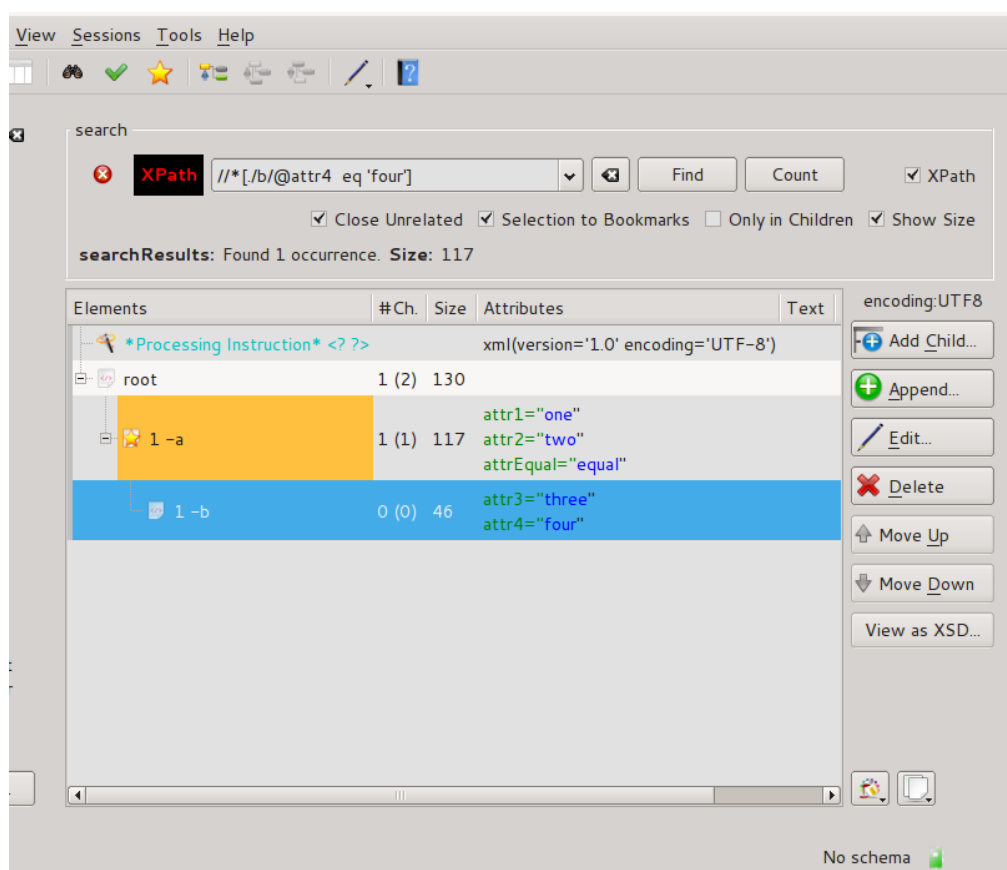 View Sessions Tools Help
search
XPath //*[./b/@attr4 eq 'four'] Find Count XPath
Close Unrelated Selection to Bookmarks Only in Children Show Size
searchResults: Found 1 occurrence. Size: 117
Elements #Ch. Size Attributes Text encoding:UTF8
*Processing Instruction* <? ?> xml(version='1.0' encoding='UTF-8')
Add Child...
root 1 (2) 130
Append...
attr1="one"
1 -a 1 (1) 117 attr2="two" Edit...
attrEqual="equal"
Delete
attr3="three"
1 -b 0 (0) 46
attr4="four"
Move Up
Move Down
View as XSD...
No schema